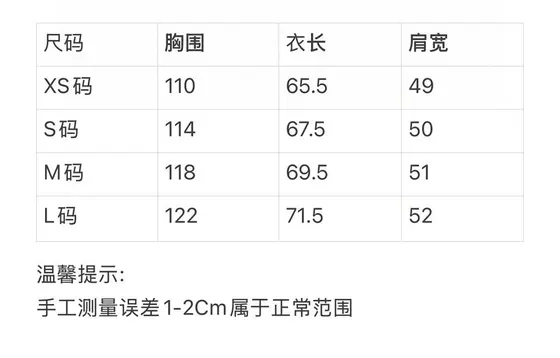 尺码 胸围 衣长 肩宽
XS码 110 65.5 49
S码 114 67.5 50
M码 118 69.5 51
L码 122 71.5 52
温馨提示:
手工测量误差1-2Cm属于正常范围